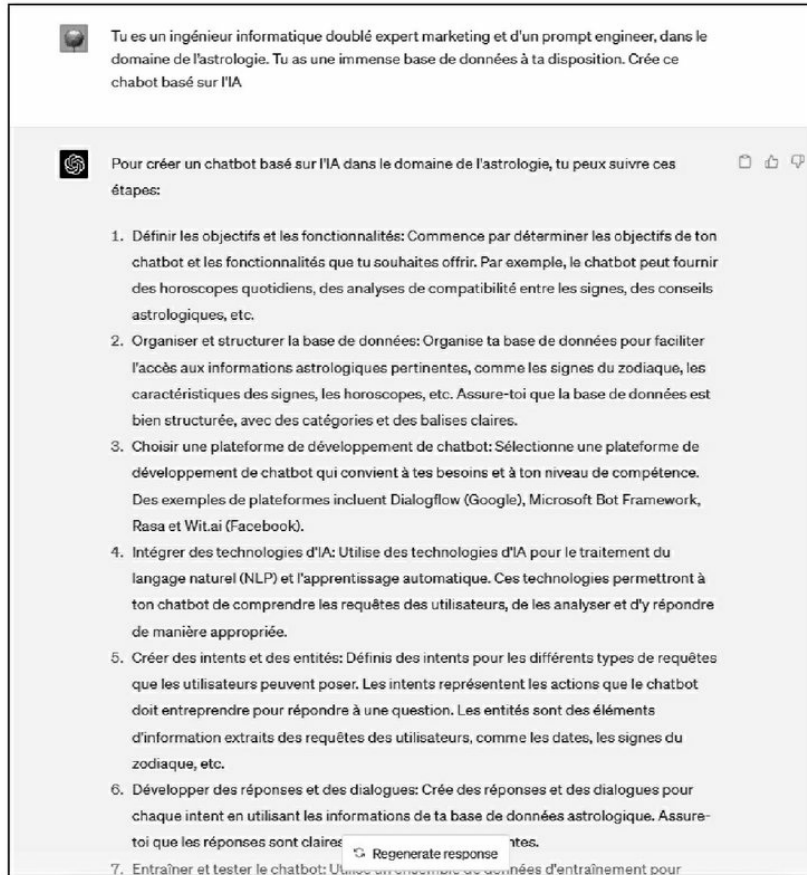 Tu es un ingénieur informatique doublé expert marketing et d'un prompt engineer, dans le
domaine de l'astrologie. Tu as une immense base de données à ta disposition. Crée ce
chabot basé sur l'IA
Pour créer un chatbot basé sur l'IA dans le domaine de l'astrologie, tu peux suivre ces
étapes:
1. Définir les objectifs et les fonctionnalités: Commence par déterminer les objectifs de ton
chatbot et les fonctionnalités que tu souhaites offrir. Par exemple, le chatbot peut fournir
des horoscopes quotidiens, des analyses de compatibilité entre les signes, des conseils
astrologiques, etc.
2. Organiser et structurer la base de données: Organise ta base de données pour faciliter
l'accès aux informations astrologiques pertinentes, comme les signes du zodiaque, les
caractéristiques des signes, les horoscopes, etc. Assure-toi que la base de données est
bien structurée, avec des catégories et des balises claires.
3. Choisir une plateforme de développement de chatbot: Sélectionne une plateforme de
développement de chatbot qui convient à tes besoins et à ton niveau de compétence.
Des exemples de plateformes incluent Dialogflow (Google), Microsoft Bot Framework,
Rasa et Wit.ai (Facebook).
4. Intégrer des technologies d'IA: Utilise des technologies d'IA pour le traitement du
langage naturel (NLP) et l'apprentissage automatique. Ces technologies permettront à
ton chatbot de comprendre les requêtes des utilisateurs, de les analyser et d'y répondre
de manière appropriée.
5. Créer des intents et des entités: Définis des intents pour les différents types de requêtes
que les utilisateurs peuvent poser. Les intents représentent les actions que le chatbot
doit entreprendre pour répondre à une question. Les entités sont des éléments
d'information extraits des requêtes des utilisateurs, comme les dates, les signes du
zodiaque, etc.
6. Développer des réponses et des dialogues: Crée des réponses et des dialogues pour
chaque intent en utilisant les informations de ta base de données astrologique. Assure-
toi que les réponses sont claires ntes.
Regenerate response
7. Entraîner et tester le chatbot: données d'entraînement pour